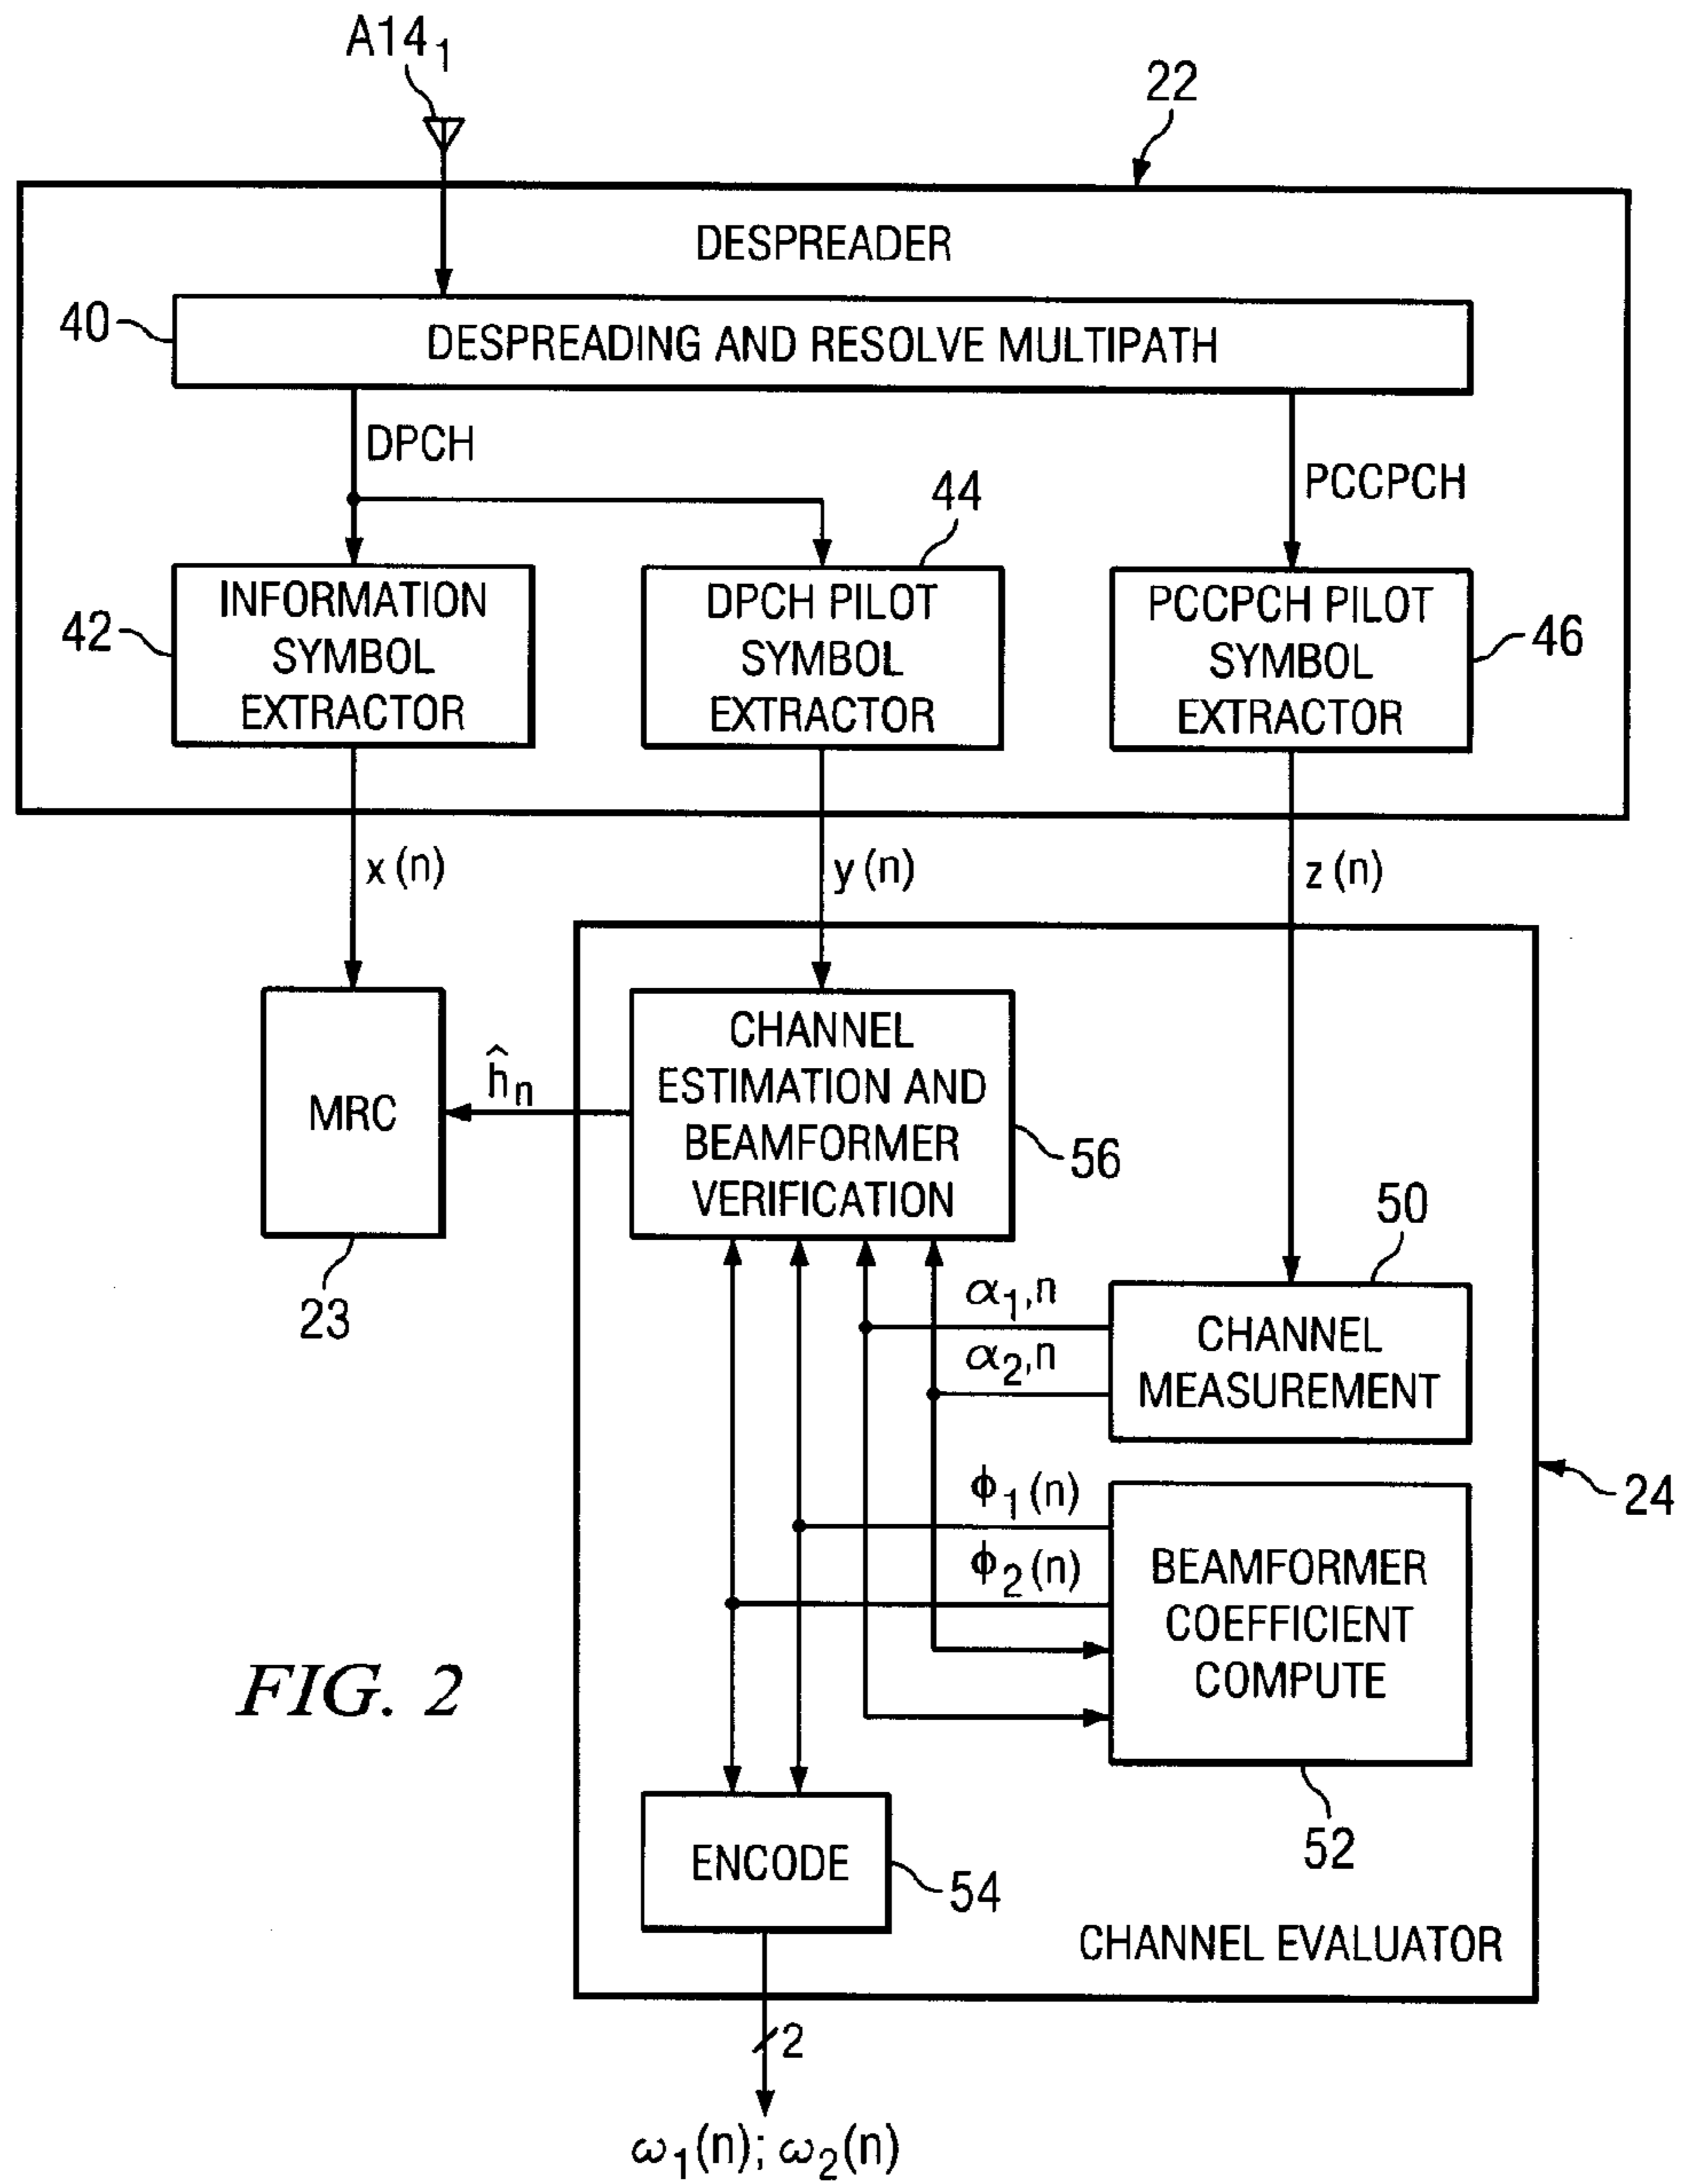 A14₁
22
DESPREADER
40
DESPREADING AND RESOLVE MULTIPATH
DPCH
PCCPCH
44
42
INFORMATION
SYMBOL
EXTRACTOR
DPCH PILOT
SYMBOL
EXTRACTOR
PCCPCH PILOT
SYMBOL
EXTRACTOR
46
x(n)
y(n)
z(n)
MRC
23
ĥₙ
CHANNEL
ESTIMATION AND
BEAMFORMER
VERIFICATION
56
50
α₁,n
α₂,n
CHANNEL
MEASUREMENT
24
ϕ₁(n)
ϕ₂(n)
BEAMFORMER
COEFFICIENT
COMPUTE
52
FIG. 2
ENCODE
54
CHANNEL EVALUATOR
2
ω₁(n); ω₂(n)